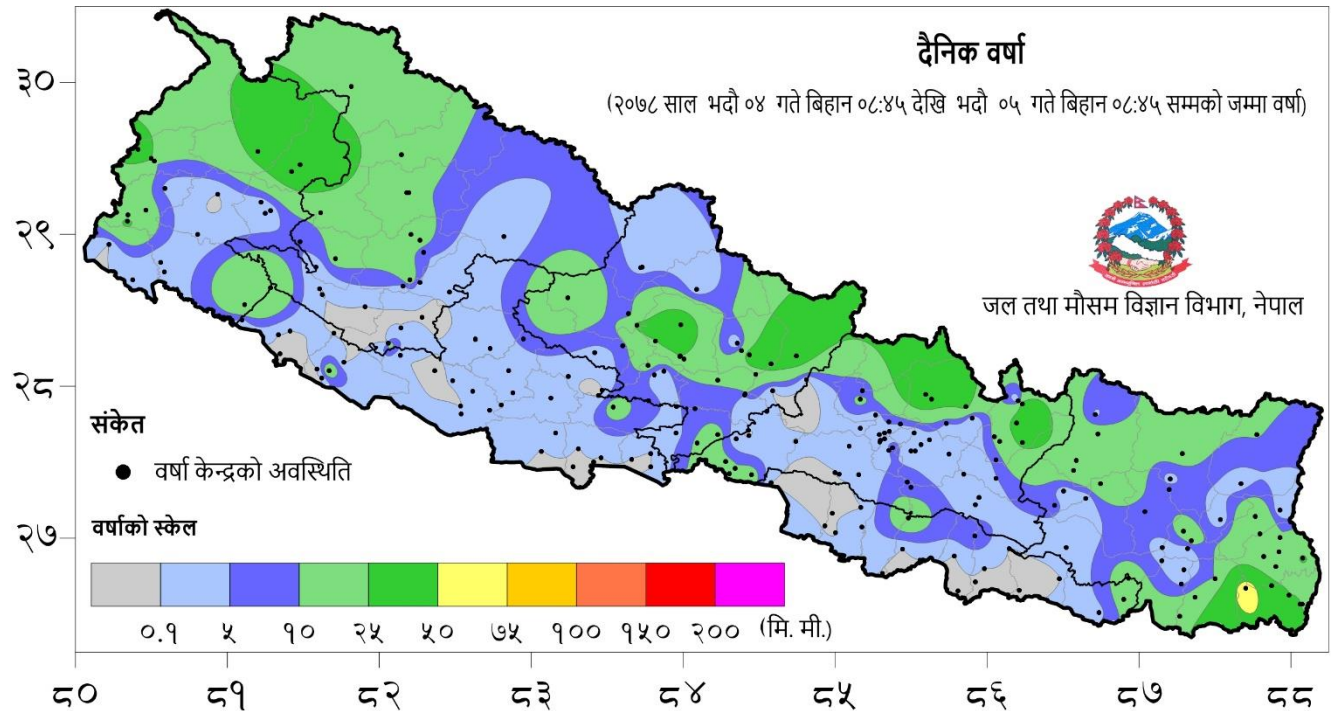 दैनिक वर्षा
(२०७८ साल भदौ ०४ गते बिहान ०८:४५ देखि भदौ ०५ गते बिहान ०८:४५ सम्मको जम्मा वर्षा)
जल तथा मौसम विज्ञान विभाग, नेपाल
३०
२९
२८
२७
संकेत
वर्षा केन्द्रको अवस्थिति
वर्षाको स्केल
०.१ ५ १० २५ ५० ७५ १०० १५० २०० (मि. मी.)
८० ८१ ८२ ८३ ८४ ८५ ८६ ८७ ८८